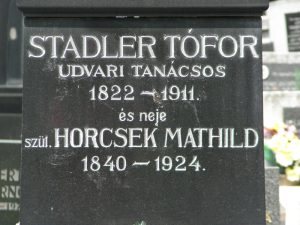 STADLER TÓFOR
UDVARI TANÁCSOS
1822 – 1911.
és neje
szül. HORCSEK MATHILD
1840 – 1924.